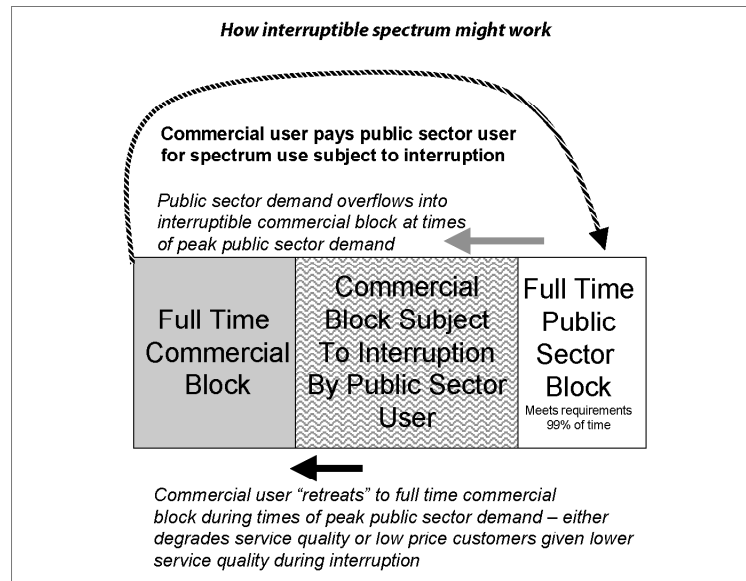 How interruptible spectrum might work
Commercial user pays public sector user
for spectrum use subject to interruption
Public sector demand overflows into
interruptible commercial block at times
of peak public sector demand
Full Time
Commercial
Block
Commercial
Block Subject
To Interruption
By Public Sector
User
Full Time
Public
Sector
Block
Meets requirements
99% of time
Commercial user “retreats” to full time commercial
block during times of peak public sector demand – either
degrades service quality or low price customers given lower
service quality during interruption